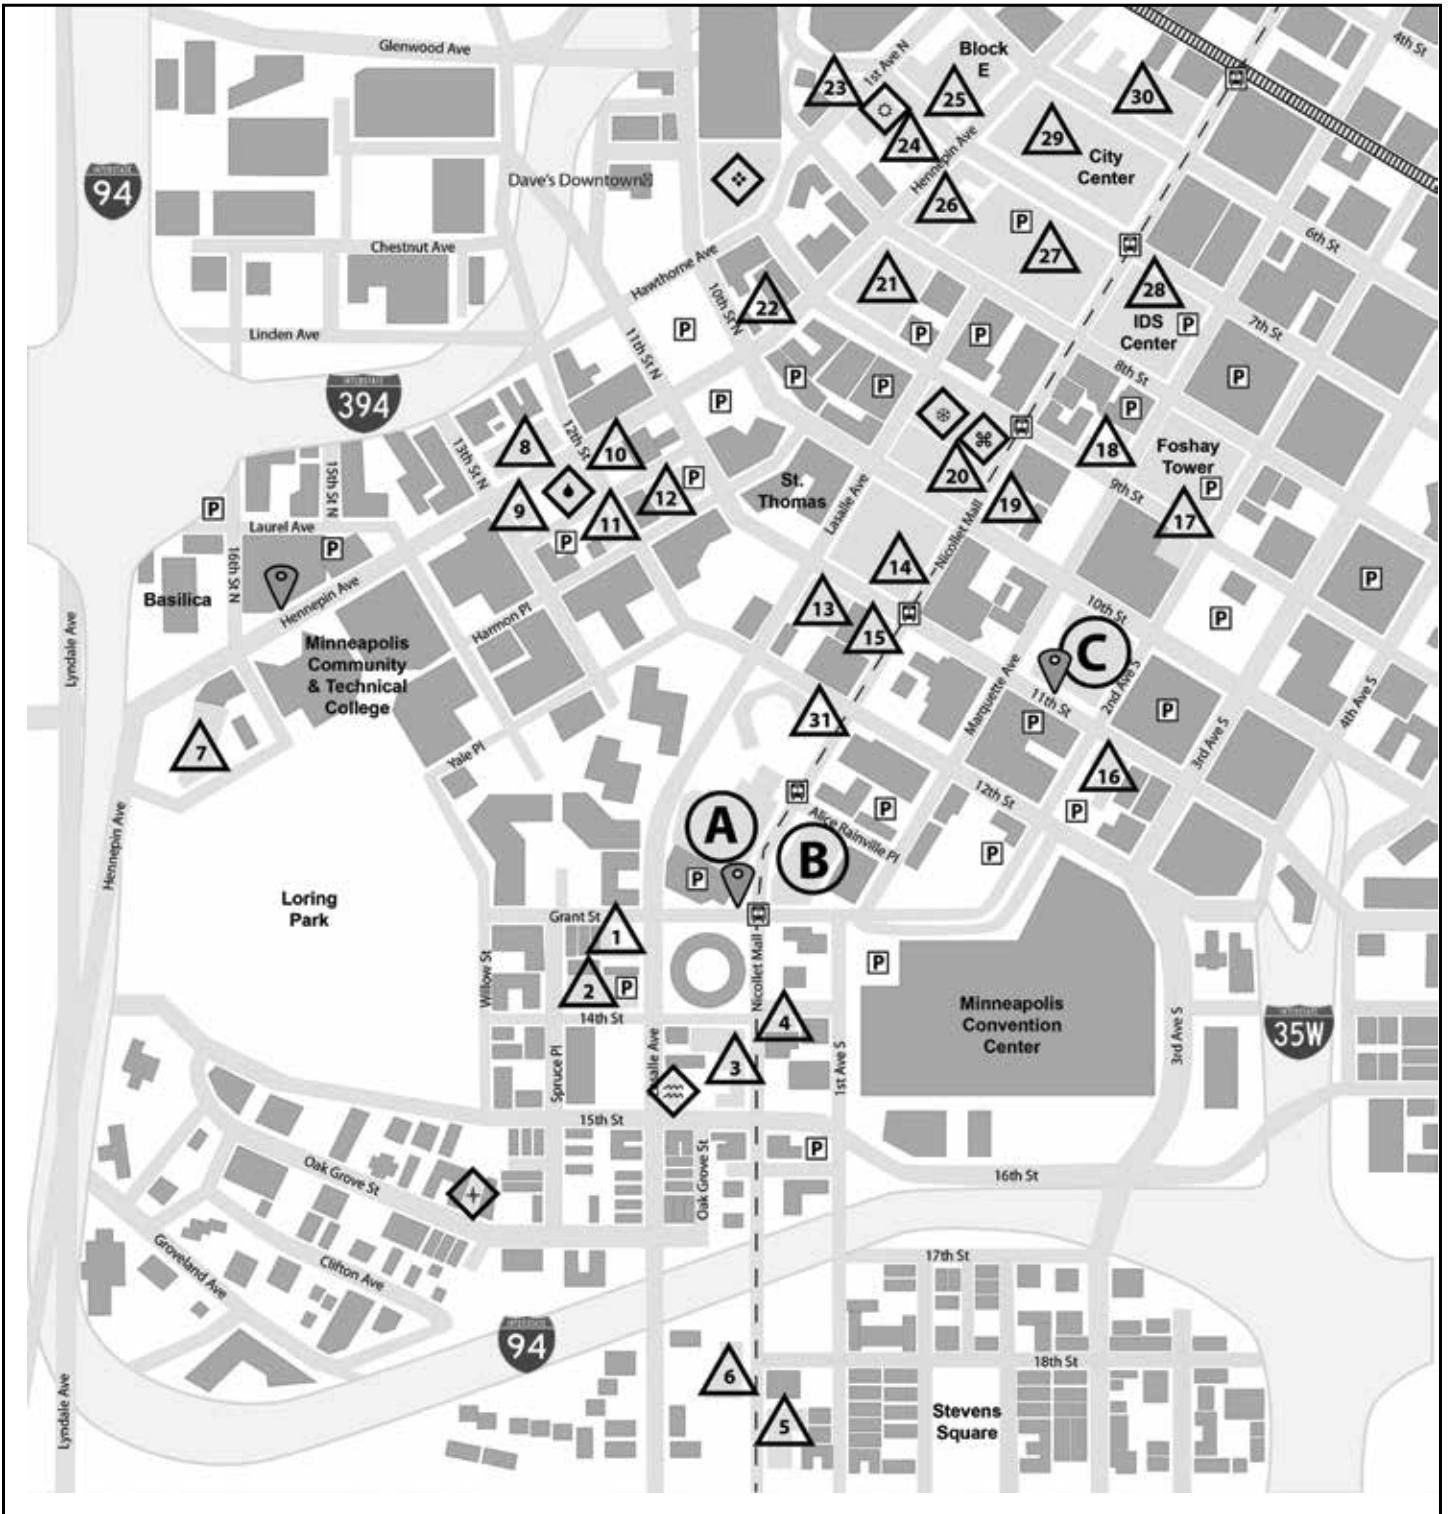 Glenwood Ave
1st Ave N
Block
E
4th St
23
25
30
24
29
City
Center
INTERSTATE
94
Dave's Downtown
Hennepin Ave
26
P
6th St
Chestnut Ave
27
Hawthorne Ave
10th St N
21
28
22
IDS
Center
P
7th St
Linden Ave
11th St N
P
P
P
8th St
INTERSTATE
394
P
P
P
P
P
8
12th St
10
18
Foshay
Tower
13th St N
15th St N
12
P
St.
Thomas
20
9th St
P
P
Lasalle Ave
19
9
11
17
Laurel Ave
P
P
Nicollet Mall
14
16th St N
P
Basilica
Hennepin Ave
13
10th St
P
Harmon Pl
15
Minneapolis
Community
& Technical
College
C
Lyndale Ave
Marquette Ave
11th St
2nd Ave S
4th Ave S
31
P
P
3rd Ave S
7
Yale Pl
16
12th St
A
Alice Rainville Pl
P
P
Hennepin Ave
B
P
P
Loring
Park
Grant St
1
Nicollet Mall
P
Willow St
2
P
14th St
4
Minneapolis
Convention
Center
3rd Ave S
35W
3
Spruce Pl
1st Ave S
15th St
P
Oak Grove St
Oak Grove St
16th St
Groveland Ave
Clifton Ave
17th St
INTERSTATE
94
6
18th St
Lyndale Ave
5
Stevens
Square